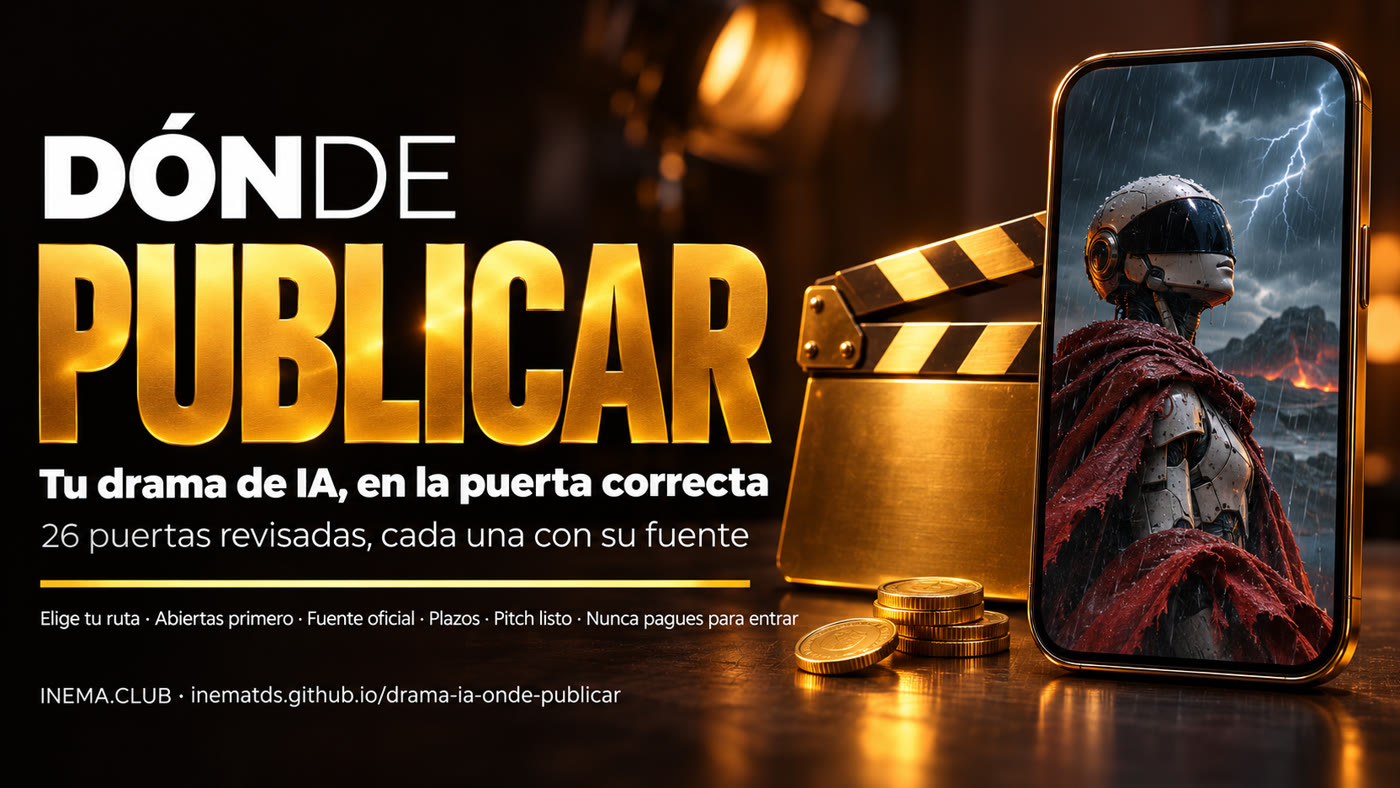 DÓNDE
PUBLICAR
Tu drama de IA, en la puerta correcta
26 puertas revisadas, cada una con su fuente
Elige tu ruta · Abiertas primero · Fuente oficial · Plazos · Pitch listo · Nunca pagues para entrar
INEMA.CLUB · inematds.github.io/drama-ia-onde-publicar